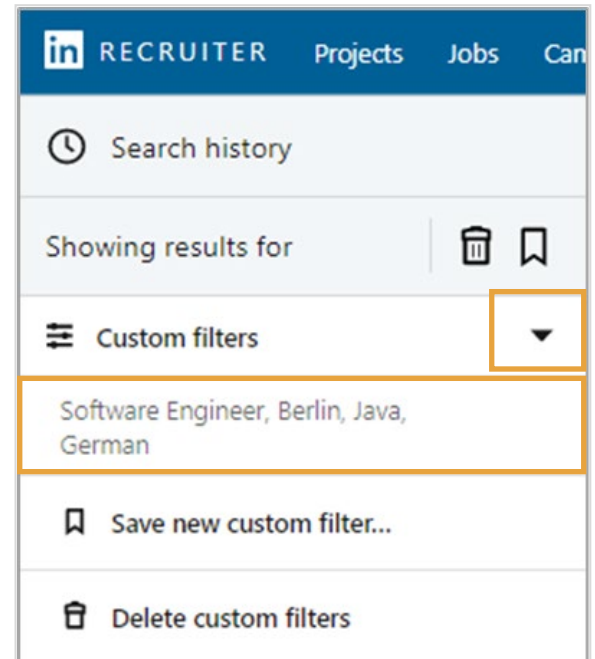 in RECRUITER Projects Jobs
Search history
Showing results for
Custom filters
Software Engineer, Berlin, Java,
German
Save new custom filter...
Delete custom filters